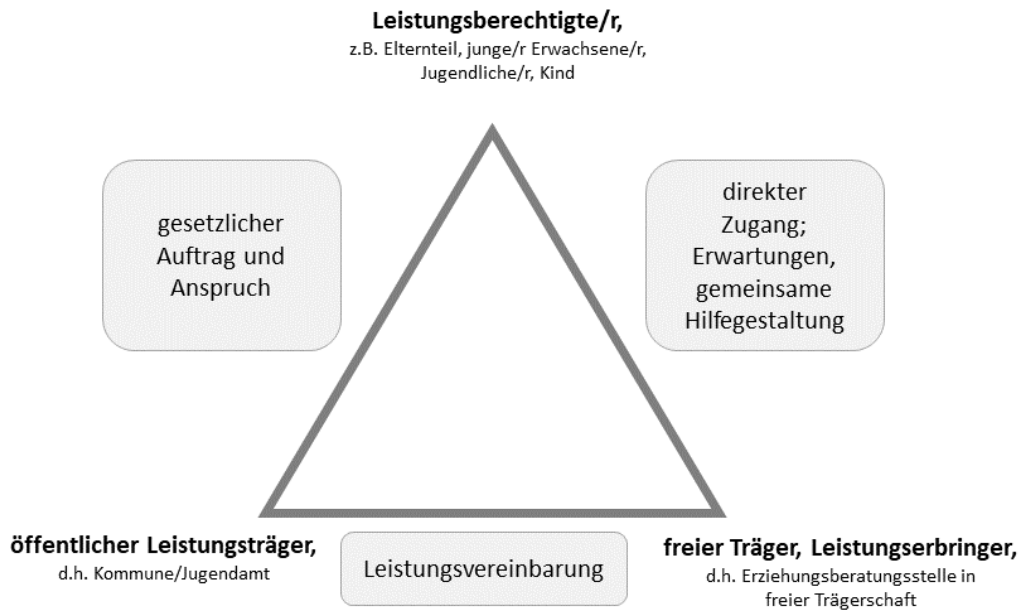 Leistungsberechtigte/r,
z.B. Elternteil, junge/r Erwachsene/r,
Jugendliche/r, Kind
gesetzlicher
Auftrag und
Anspruch
direkter
Zugang;
Erwartungen,
gemeinsame
Hilfegestaltung
öffentlicher Leistungsträger,
d.h. Kommune/Jugendamt
Leistungsvereinbarung
freier Träger, Leistungserbringer,
d.h. Erziehungsberatungsstelle in
freier Trägerschaft